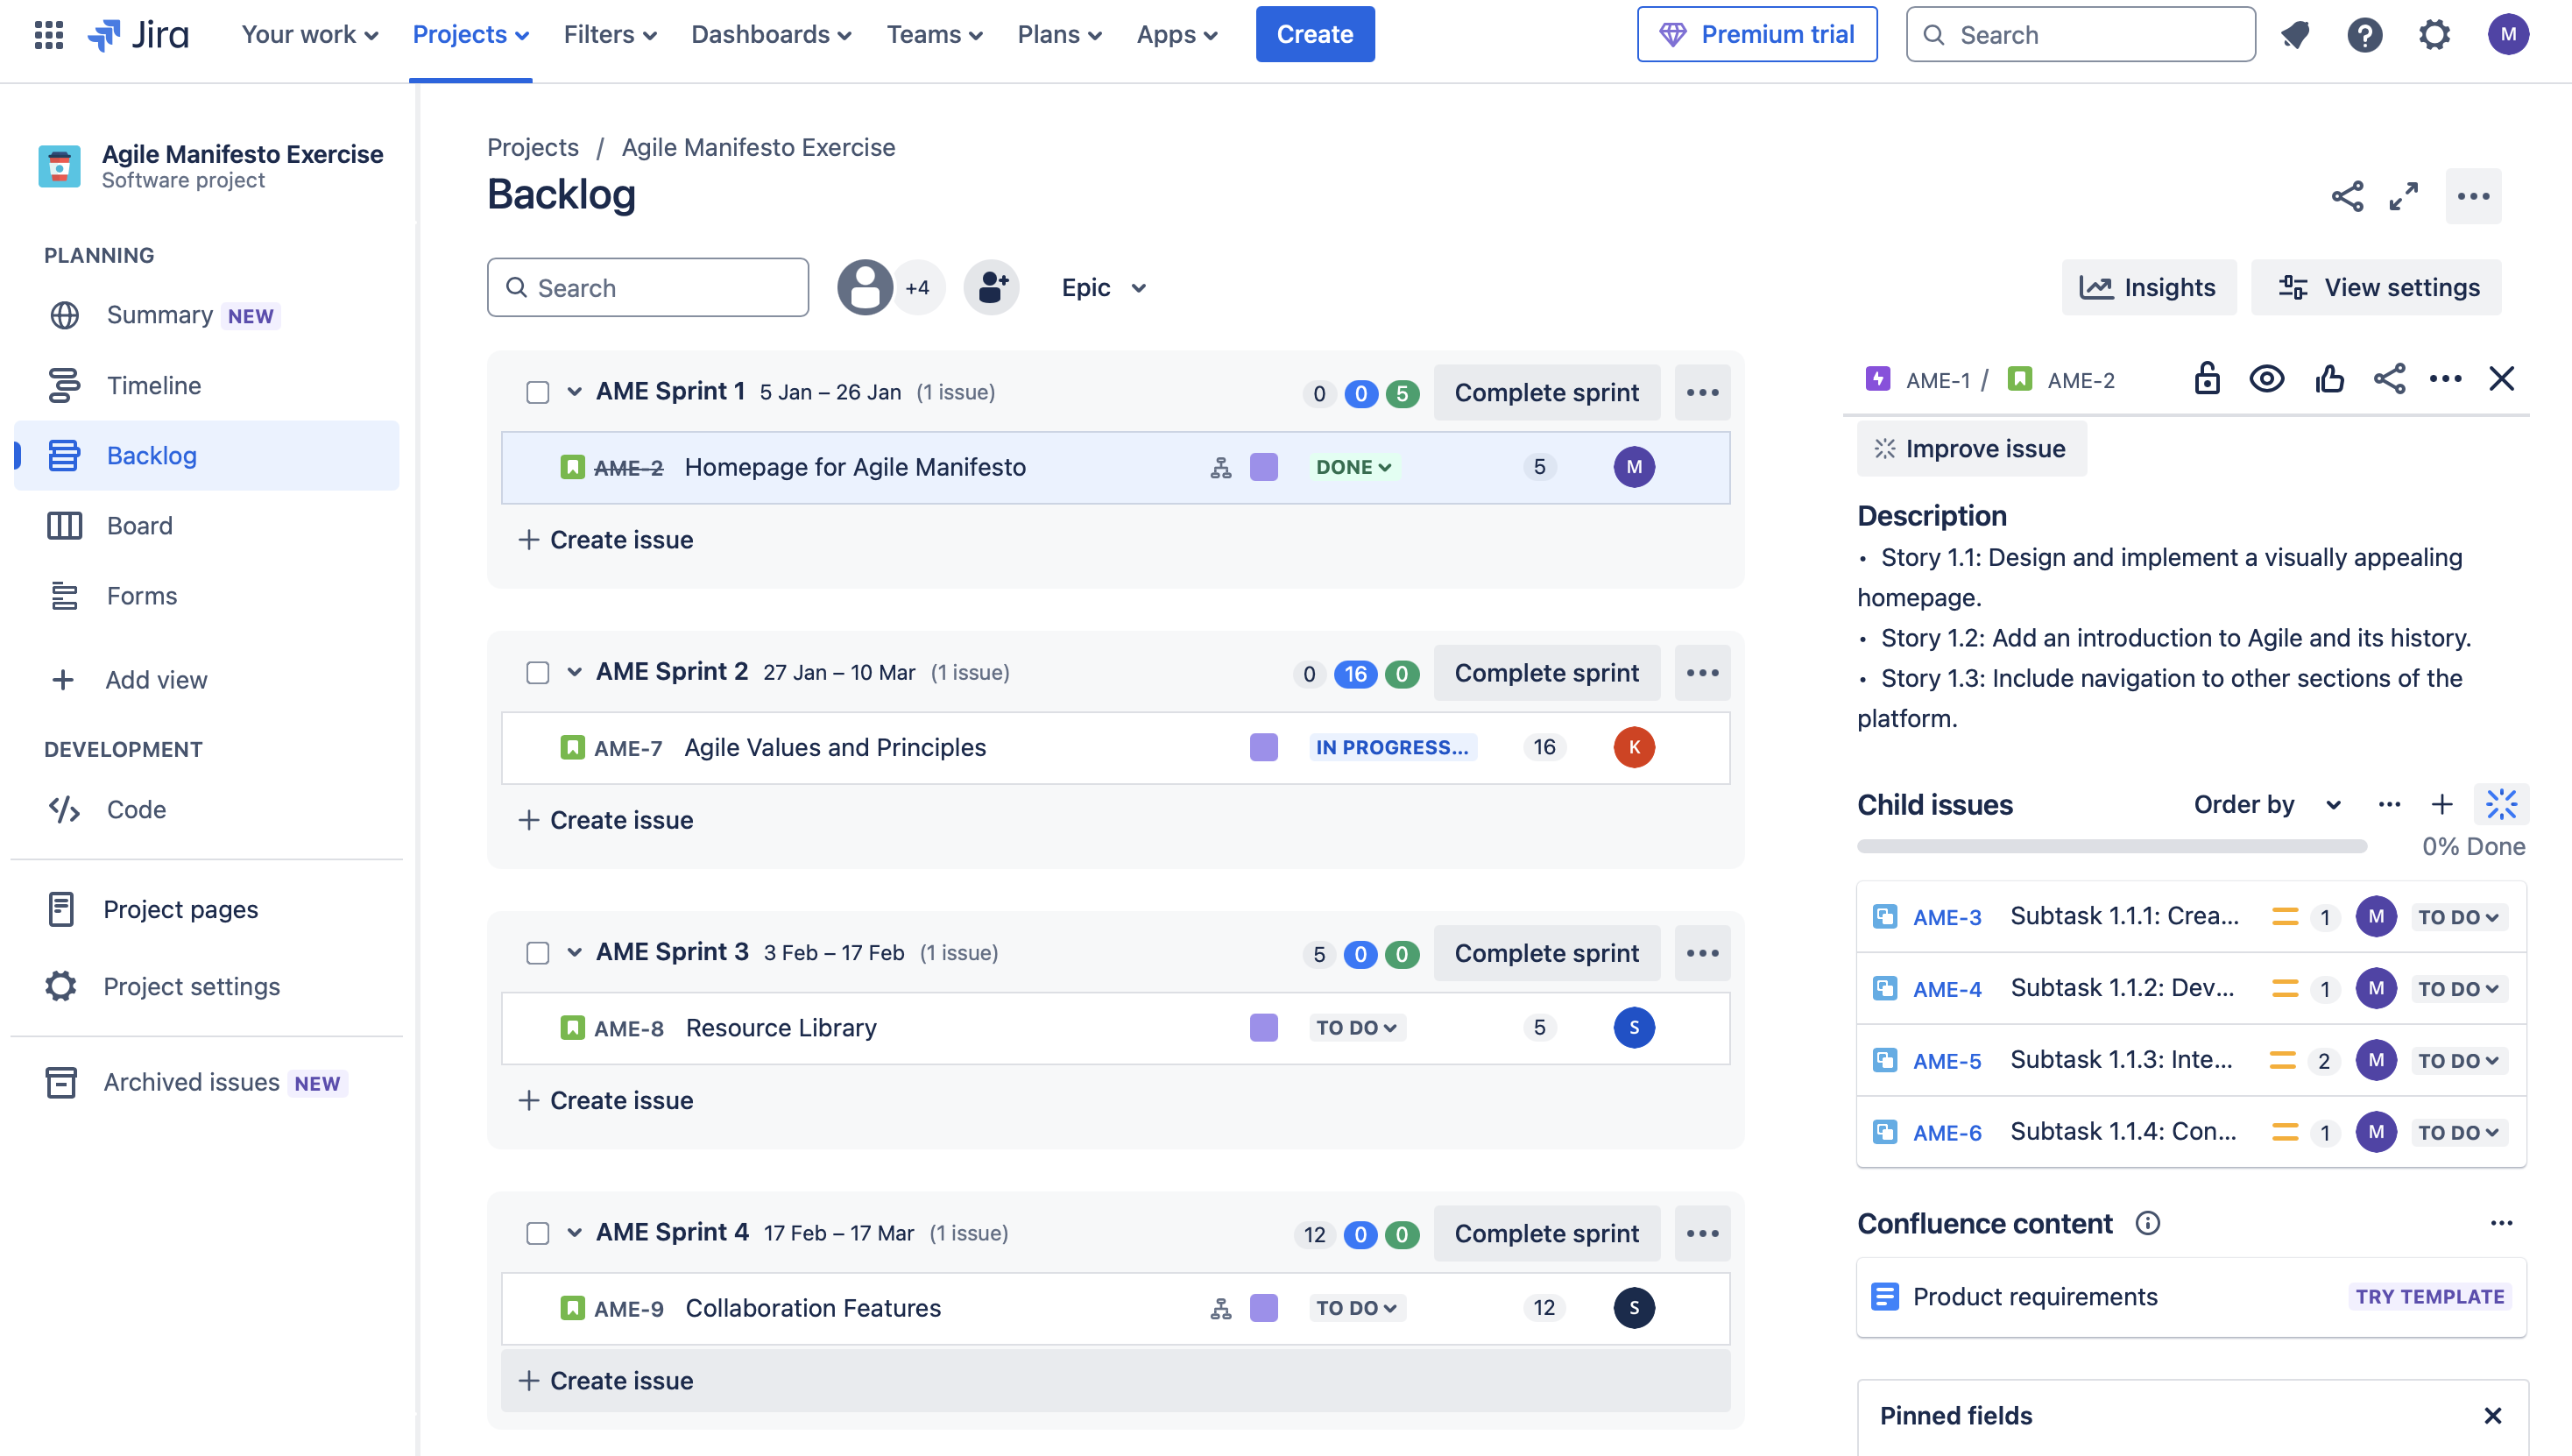 Jira
Your work
Projects
Filters
Dashboards
Teams
Plans
Apps
Create
Premium trial
Search
?
M
Agile Manifesto Exercise
Software project
PLANNING
Summary NEW
Timeline
Backlog
Board
Forms
Add view
DEVELOPMENT
Code
Project pages
Project settings
Archived issues NEW
Projects / Agile Manifesto Exercise
Backlog
Search
+4
Epic
Insights
View settings
AME Sprint 1 5 Jan – 26 Jan (1 issue) 0 0 5 Complete sprint
AME-2 Homepage for Agile Manifesto DONE 5 M
+ Create issue
AME Sprint 2 27 Jan – 10 Mar (1 issue) 0 16 0 Complete sprint
AME-7 Agile Values and Principles IN PROGRESS... 16 K
+ Create issue
AME Sprint 3 3 Feb – 17 Feb (1 issue) 5 0 0 Complete sprint
AME-8 Resource Library TO DO 5 S
+ Create issue
AME Sprint 4 17 Feb – 17 Mar (1 issue) 12 0 0 Complete sprint
AME-9 Collaboration Features TO DO 12 S
+ Create issue
AME-1 / AME-2
Improve issue
Description
• Story 1.1: Design and implement a visually appealing
homepage.
• Story 1.2: Add an introduction to Agile and its history.
• Story 1.3: Include navigation to other sections of the
platform.
Child issues Order by
0% Done
AME-3 Subtask 1.1.1: Crea... 1 M TO DO
AME-4 Subtask 1.1.2: Dev... 1 M TO DO
AME-5 Subtask 1.1.3: Inte... 2 M TO DO
AME-6 Subtask 1.1.4: Con... 1 M TO DO
Confluence content
Product requirements TRY TEMPLATE
Pinned fields